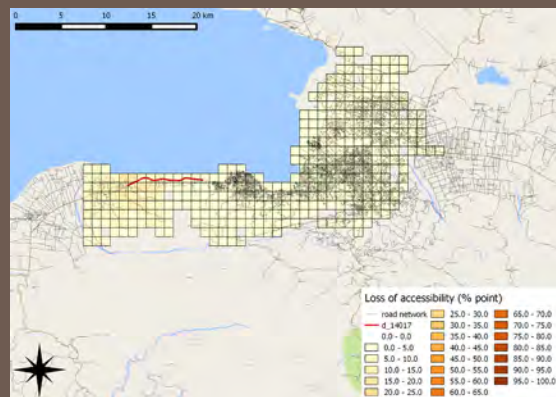 0 5 10 15 20 km
Loss of accessibility (% point)
road network
d_14017
0.0 - 0.0
0.0 - 5.0
5.0 - 10.0
10.0 - 15.0
15.0 - 20.0
20.0 - 25.0
25.0 - 30.0
30.0 - 35.0
35.0 - 40.0
40.0 - 45.0
45.0 - 50.0
50.0 - 55.0
55.0 - 60.0
60.0 - 65.0
65.0 - 70.0
70.0 - 75.0
75.0 - 80.0
80.0 - 85.0
85.0 - 90.0
90.0 - 95.0
95.0 - 100.0